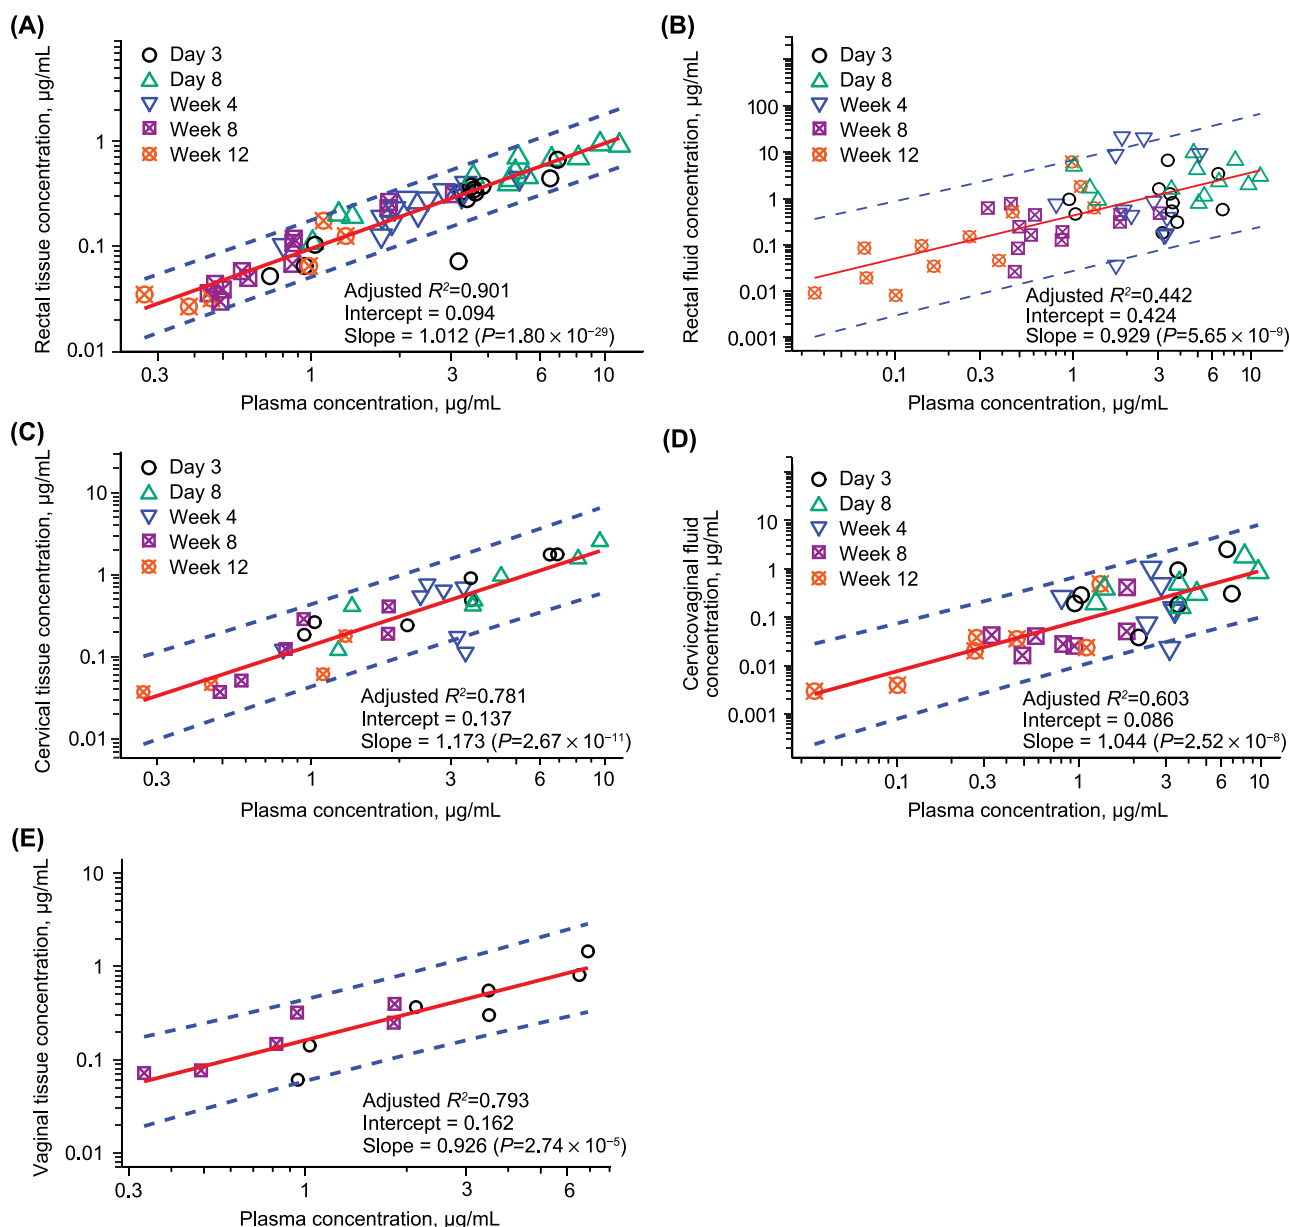 (A)
Rectal tissue concentration, µg/mL
Day 3
Day 8
Week 4
Week 8
Week 12
1
0.1
0.01
Adjusted R²=0.901
Intercept = 0.094
Slope = 1.012 (P=1.80 × 10⁻²⁹)
0.3 1 3 6 10
Plasma concentration, µg/mL
(B)
Rectal fluid concentration, µg/mL
Day 3
Day 8
Week 4
Week 8
Week 12
100
10
1
0.1
0.01
0.001
Adjusted R²=0.442
Intercept = 0.424
Slope = 0.929 (P=5.65 × 10⁻⁹)
0.1 0.3 1 3 6 10
Plasma concentration, µg/mL
(C)
Cervical tissue concentration, µg/mL
Day 3
Day 8
Week 4
Week 8
Week 12
10
1
0.1
0.01
Adjusted R²=0.781
Intercept = 0.137
Slope = 1.173 (P=2.67 × 10⁻¹¹)
0.3 1 3 6 10
Plasma concentration, µg/mL
(D)
Cervicovaginal fluid
concentration, µg/mL
Day 3
Day 8
Week 4
Week 8
Week 12
10
1
0.1
0.01
0.001
Adjusted R²=0.603
Intercept = 0.086
Slope = 1.044 (P=2.52 × 10⁻⁸)
0.1 0.3 1 3 6 10
Plasma concentration, µg/mL
(E)
Vaginal tissue concentration, µg/mL
10
1
0.1
0.01
Adjusted R²=0.793
Intercept = 0.162
Slope = 0.926 (P=2.74 × 10⁻⁵)
0.3 1 3 6
Plasma concentration, µg/mL